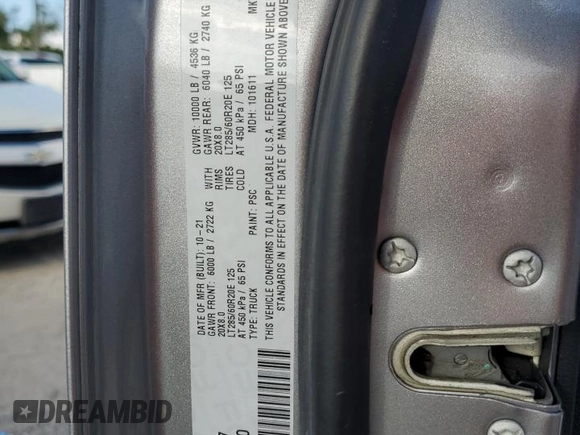 DATE OF MFR (BUILT): 10-21 GVWR: 10000 LB / 4536 KG
GAWR FRONT: 6000 LB / 2722 KG WITH GAWR REAR: 6040 LB / 2740 KG
20X8.0 RIMS 20X8.0
LT285/60R20E 125 TIRES LT285/60R20E 125
AT 450 kPa / 65 PSI COLD AT 450 kPa / 65 PSI
TYPE: TRUCK PAINT: PSC MDH: 101611 MK
THIS VEHICLE CONFORMS TO ALL APPLICABLE U.S.A. FEDERAL MOTOR VEHICLE
STANDARDS IN EFFECT ON THE DATE OF MANUFACTURE SHOWN ABOVE
DREAMBID